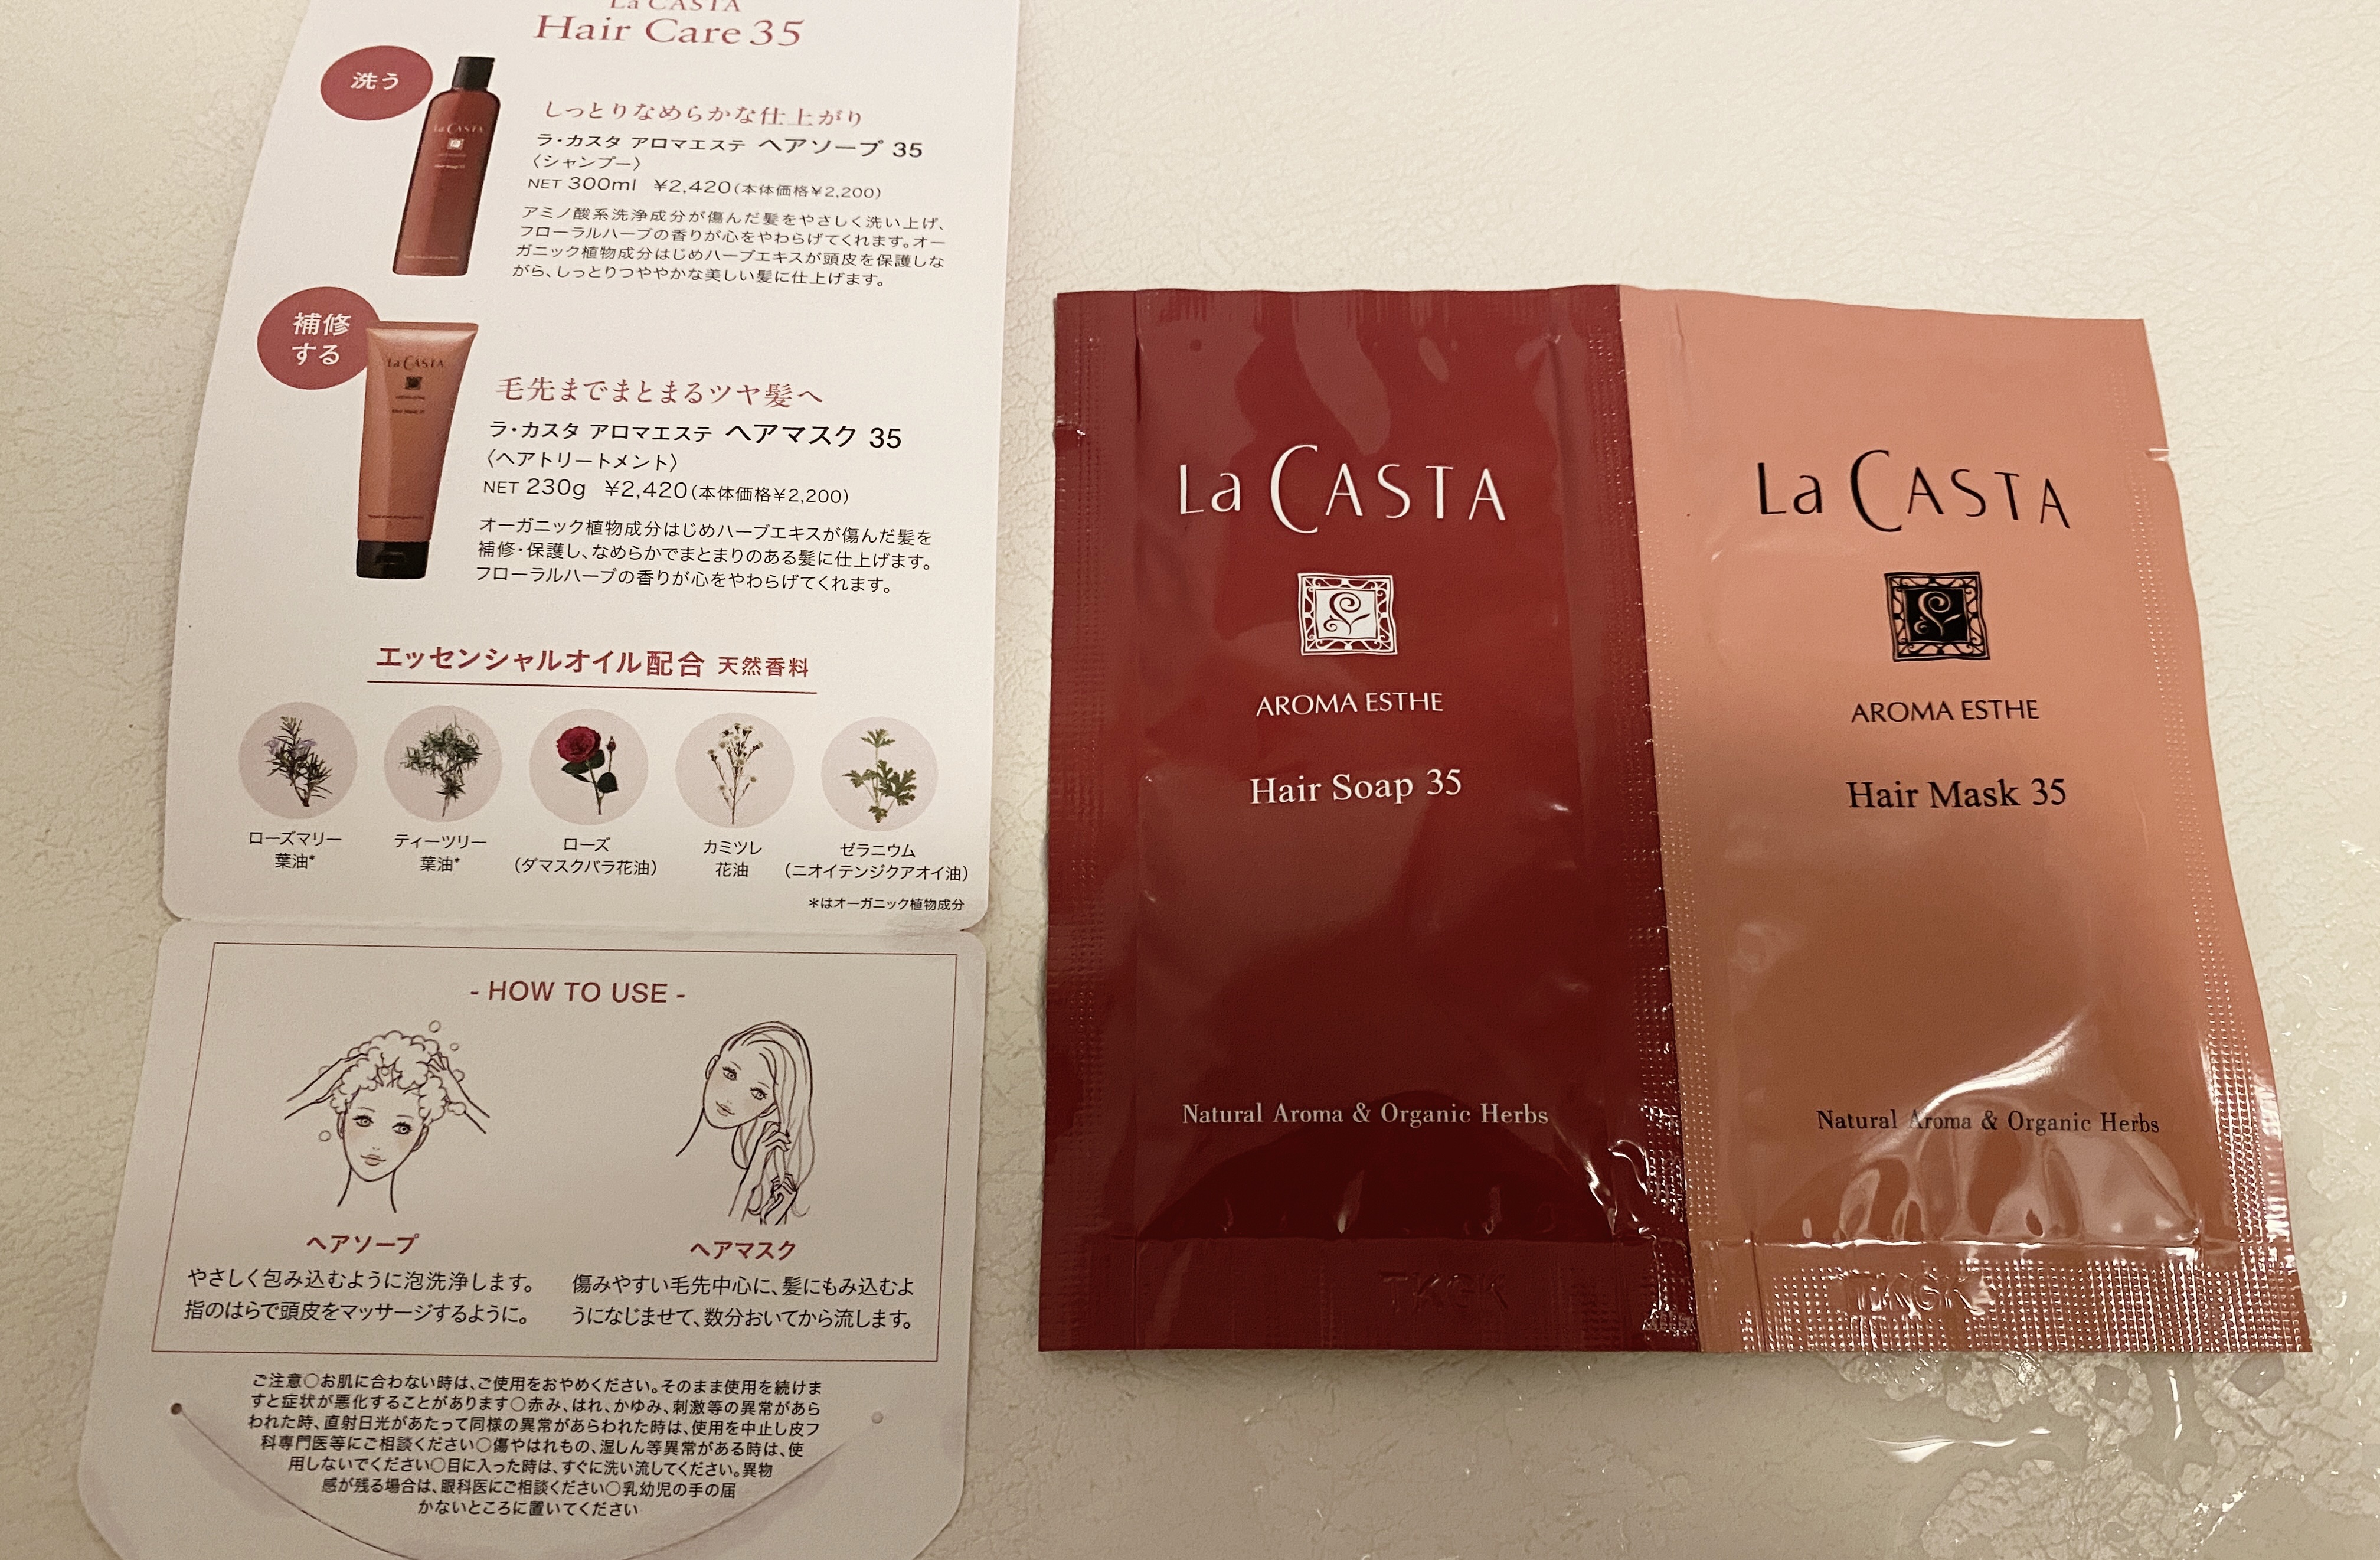 La CASTA
Hair Care 35
洗う
しっとりなめらかな仕上がり
ラ・カスタ アロマエステ ヘアソープ 35
〈シャンプー〉
NET 300ml ¥2,420(本体価格¥2,200)
アミノ酸系洗浄成分が傷んだ髪をやさしく洗い上げ、
フローラルハーブの香りが心をやわらげてくれます。オー
ガニック植物成分はじめハーブエキスが頭皮を保護しな
がら、しっとりつややかな美しい髪に仕上げます。
La CASTA
補修
する
毛先までまとまるツヤ髪へ
ラ・カスタ アロマエステ ヘアマスク 35
〈ヘアトリートメント〉
NET 230g ¥2,420(本体価格¥2,200)
オーガニック植物成分はじめハーブエキスが傷んだ髪を
補修・保護し、なめらかでまとまりのある髪に仕上げます。
フローラルハーブの香りが心をやわらげてくれます。
La CASTA
エッセンシャルオイル配合 天然香料
ローズマリー
葉油*
ティーツリー
葉油*
ローズ
(ダマスクバラ花油)
カミツレ
花油
ゼラニウム
(ニオイテンジクアオイ油)
*はオーガニック植物成分
- HOW TO USE -
ヘアソープ
やさしく包み込むように泡洗浄します。
指のはらで頭皮をマッサージするように。
ヘアマスク
傷みやすい毛先中心に、髪にもみ込むよ
うになじませて、数分おいてから流します。
ご注意○お肌に合わない時は、ご使用をおやめください。そのまま使用を続けま
すと症状が悪化することがあります○赤み、はれ、かゆみ、刺激等の異常があら
われた時、直射日光があたって同様の異常があらわれた時は、使用を中止し皮フ
科専門医等にご相談ください○傷やはれもの、湿しん等異常がある時は、使
用しないでください○目に入った時は、すぐに洗い流してください。異物
感が残る場合は、眼科医にご相談ください○乳幼児の手の届
かないところに置いてください
La CASTA
AROMA ESTHE
Hair Soap 35
Natural Aroma & Organic Herbs
TKGK
La CASTA
AROMA ESTHE
Hair Mask 35
Natural Aroma & Organic Herbs
TKGK